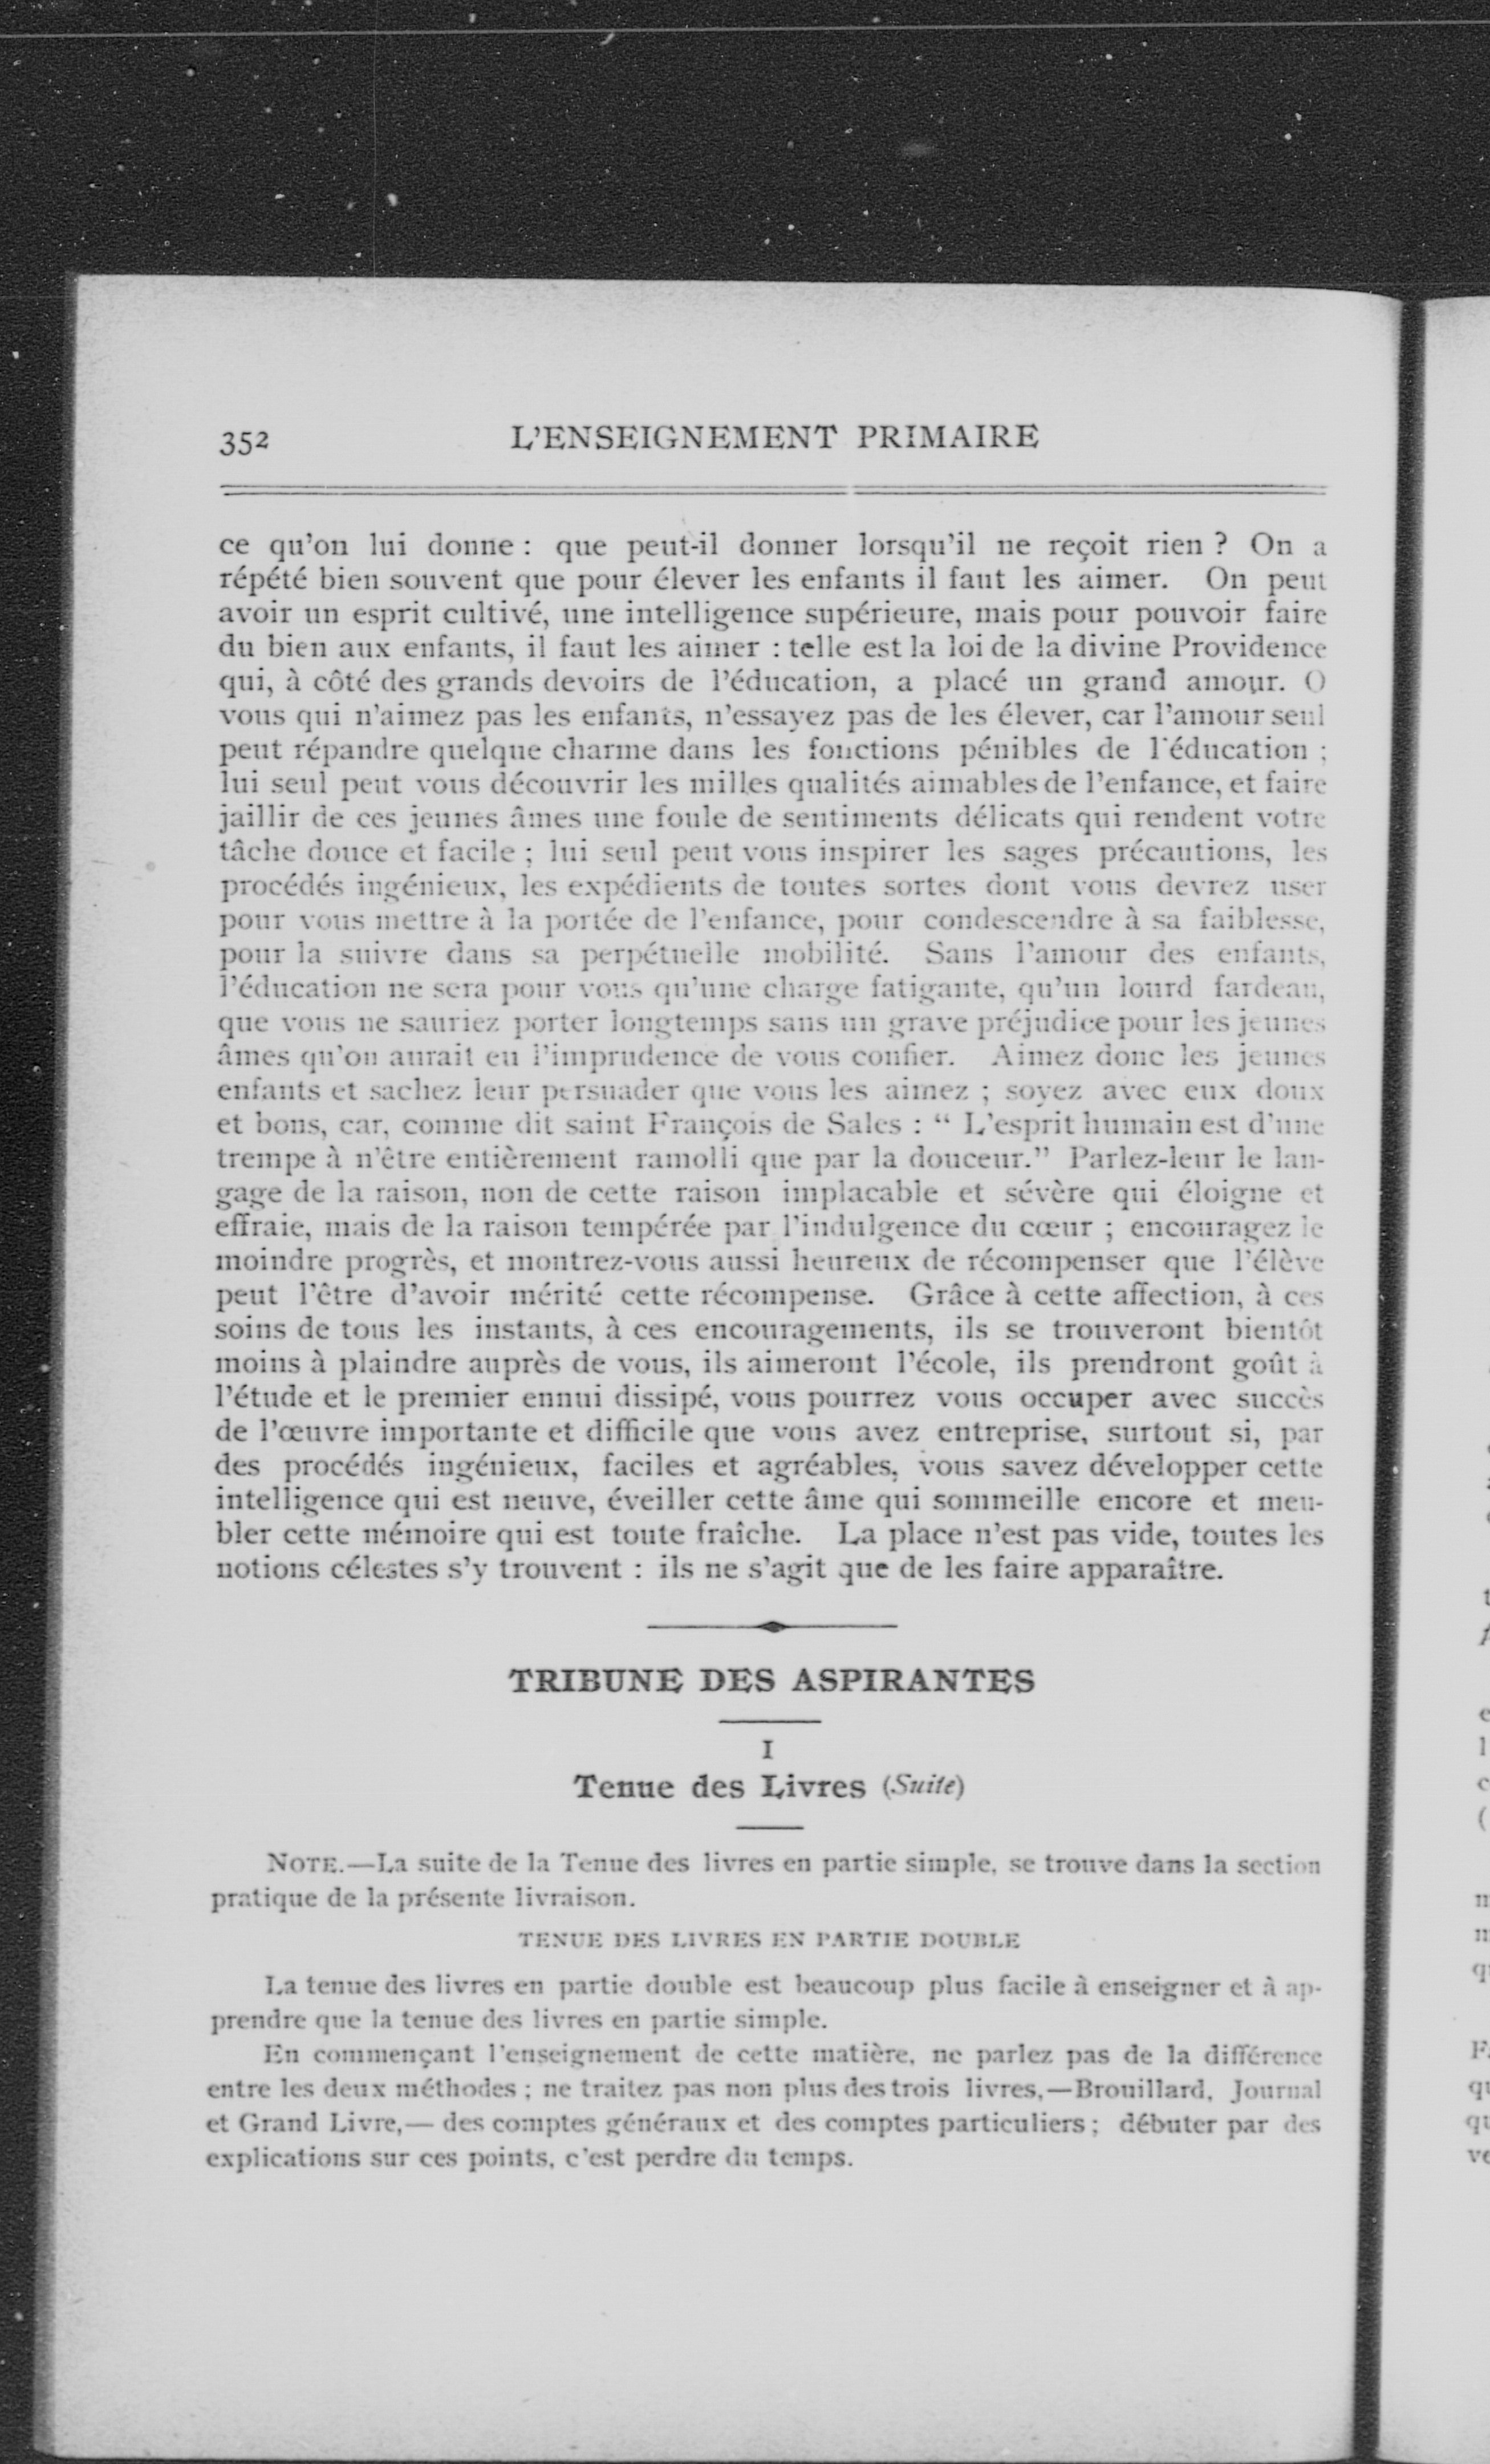 352 L'ENSEIGNEMENT PRIMAIRE
ce qu'on lui donne : que peut-il donner lorsqu'il ne reçoit rien ? On a
répété bien souvent que pour élever les enfants il faut les aimer. On peut
avoir un esprit cultivé, une intelligence supérieure, mais pour pouvoir faire
du bien aux enfants, il faut les aimer : telle est la loi de la divine Providence
qui, à côté des grands devoirs de l'éducation, a placé un grand amour. O
vous qui n'aimez pas les enfants, n'essayez pas de les élever, car l'amour seul
peut répandre quelque charme dans les fonctions pénibles de l'éducation ;
lui seul peut vous découvrir les milles qualités aimables de l'enfance, et faire
jaillir de ces jeunes âmes une foule de sentiments délicats qui rendent votre
tâche douce et facile ; lui seul peut vous inspirer les sages précautions, les
procédés ingénieux, les expédients de toutes sortes dont vous devrez user
pour vous mettre à la portée de l'enfance, pour condescendre à sa faiblesse,
pour la suivre dans sa perpétuelle mobilité. Sans l'amour des enfants,
l'éducation ne sera pour vous qu'une charge fatigante, qu'un lourd fardeau,
que vous ne sauriez porter longtemps sans un grave préjudice pour les jeunes
âmes qu'on aurait eu l'imprudence de vous confier. Aimez donc les jeunes
enfants et sachez leur persuader que vous les aimez ; soyez avec eux doux
et bons, car, comme dit saint François de Sales : “ L'esprit humain est d'une
trempe à n'être entièrement ramolli que par la douceur.” Parlez-leur le lan-
gage de la raison, non de cette raison implacable et sévère qui éloigne et
effraie, mais de la raison tempérée par l'indulgence du cœur ; encouragez le
moindre progrès, et montrez-vous aussi heureux de récompenser que l'élève
peut l'être d'avoir mérité cette récompense. Grâce à cette affection, à ces
soins de tous les instants, à ces encouragements, ils se trouveront bientôt
moins à plaindre auprès de vous, ils aimeront l'école, ils prendront goût à
l'étude et le premier ennui dissipé, vous pourrez vous occuper avec succès
de l'œuvre importante et difficile que vous avez entreprise, surtout si, par
des procédés ingénieux, faciles et agréables, vous savez développer cette
intelligence qui est neuve, éveiller cette âme qui sommeille encore et meu-
bler cette mémoire qui est toute fraîche. La place n'est pas vide, toutes les
notions célestes s'y trouvent : ils ne s'agit que de les faire apparaître.
TRIBUNE DES ASPIRANTES
I
Tenue des Livres (Suite)
NOTE.—La suite de la Tenue des livres en partie simple, se trouve dans la section
pratique de la présente livraison.
TENUE DES LIVRES EN PARTIE DOUBLE
La tenue des livres en partie double est beaucoup plus facile à enseigner et à ap-
prendre que la tenue des livres en partie simple.
En commençant l'enseignement de cette matière, ne parlez pas de la différence
entre les deux méthodes ; ne traitez pas non plus des trois livres,—Brouillard, Journal
et Grand Livre,— des comptes généraux et des comptes particuliers ; débuter par des
explications sur ces points, c'est perdre du temps.